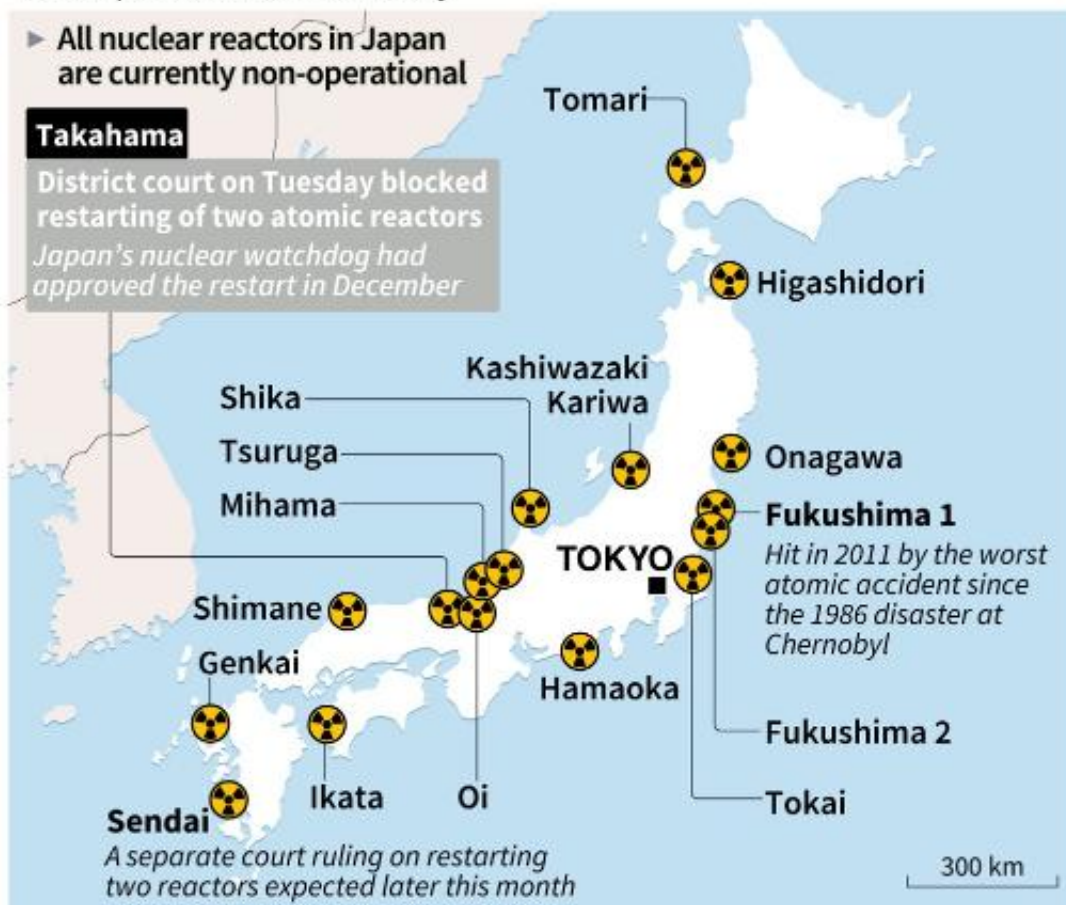 ▶ All nuclear reactors in Japan
are currently non-operational
Takahama
District court on Tuesday blocked
restarting of two atomic reactors
Japan's nuclear watchdog had
approved the restart in December
Tomari
Higashidori
Kashiwazaki
Kariwa
Shika
Tsuruga
Mihama
Onagawa
Fukushima 1
Hit in 2011 by the worst
atomic accident since
the 1986 disaster at
Chernobyl
TOKYO
Shimane
Genkai
Hamaoka
Fukushima 2
Ikata
Oi
Tokai
Sendai
A separate court ruling on restarting
two reactors expected later this month
300 km